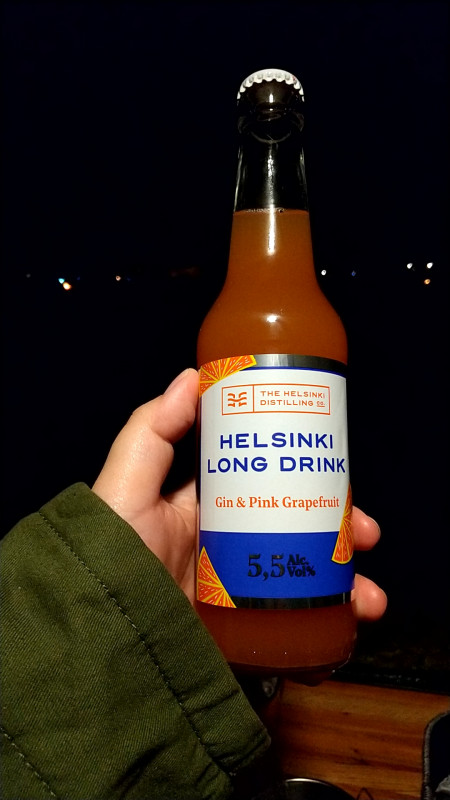 THE HELSINKI
DISTILLING CO.
HELSINKI
LONG DRINK
Gin & Pink Grapefruit
5,5 Alc.
Vol%